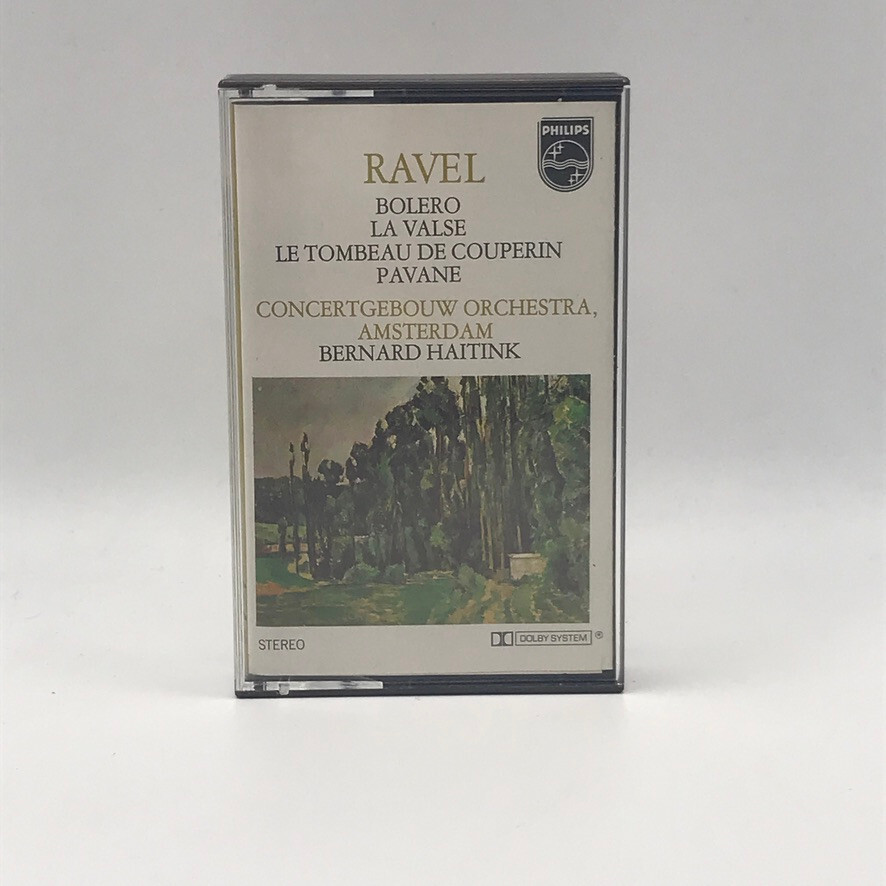 PHILIPS
RAVEL
BOLERO
LA VALSE
LE TOMBEAU DE COUPERIN
PAVANE
CONCERTGEBOUW ORCHESTRA,
AMSTERDAM
BERNARD HAITINK
STEREO
DOLBY SYSTEM ®